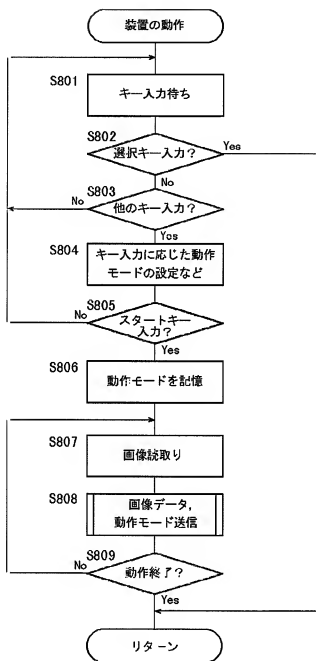 装置の動作
S801
キー入力待ち
S802
選択キー入力?
Yes
No
S803
他のキー入力?
No
Yes
S804
キー入力に応じた動作
モードの設定など
S805
スタートキー
入力?
No
Yes
S806
動作モードを記憶
S807
画像読取り
S808
画像データ,
動作モード送信
S809
動作終了?
No
Yes
リターン